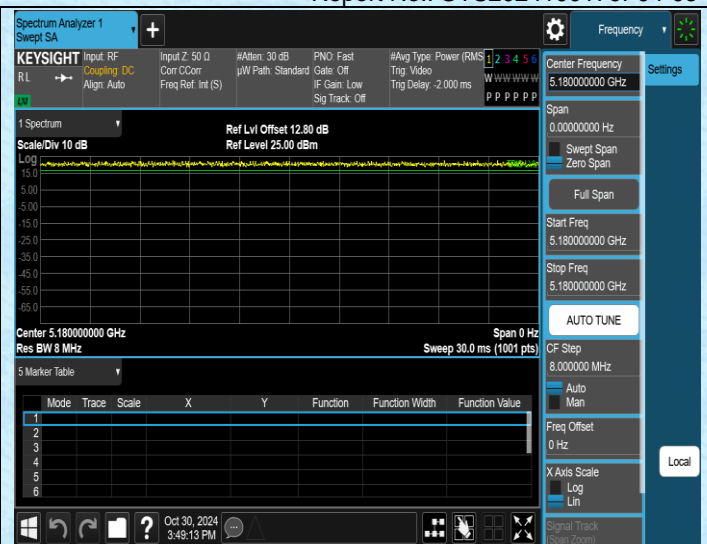 Spectrum Analyzer 1
Swept SA
+
Frequency
KEYSIGHT
RL
LXI
Input: RF
Coupling: DC
Align: Auto
Input Z: 50 Ω
Corr CCorr
Freq Ref: Int (S)
#Atten: 30 dB
µW Path: Standard
PNO: Fast
Gate: Off
IF Gain: Low
Sig Track: Off
#Avg Type: Power (RMS
Trig: Video
Trig Delay: -2.000 ms
1 2 3 4 5 6
W W W W W W
P P P P P P
Center Frequency
5.180000000 GHz
Settings
Span
0.00000000 Hz
Swept Span
Zero Span
Full Span
Start Freq
5.180000000 GHz
Stop Freq
5.180000000 GHz
AUTO TUNE
CF Step
8.000000 MHz
Auto
Man
Freq Offset
0 Hz
X Axis Scale
Log
Lin
Signal Track
(Span Zoom)
Local
1 Spectrum
Scale/Div 10 dB
Ref Lvl Offset 12.80 dB
Ref Level 25.00 dBm
Log
15.0
5.00
-5.00
-15.0
-25.0
-35.0
-45.0
-55.0
-65.0
Center 5.180000000 GHz
Res BW 8 MHz
Span 0 Hz
Sweep 30.0 ms (1001 pts)
5 Marker Table
Mode Trace Scale X Y Function Function Width Function Value
1
2
3
4
5
6
?
Oct 30, 2024
3:49:13 PM